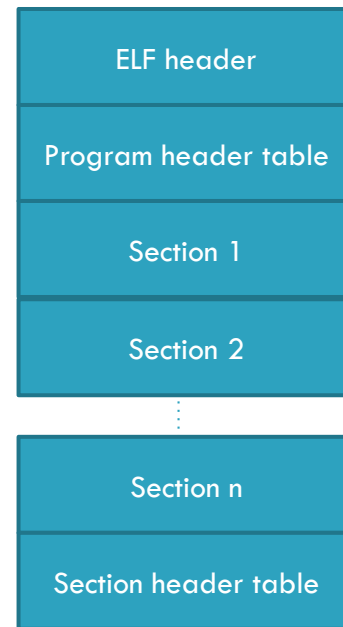 ELF header
Program header table
Section 1
Section 2
Section n
Section header table